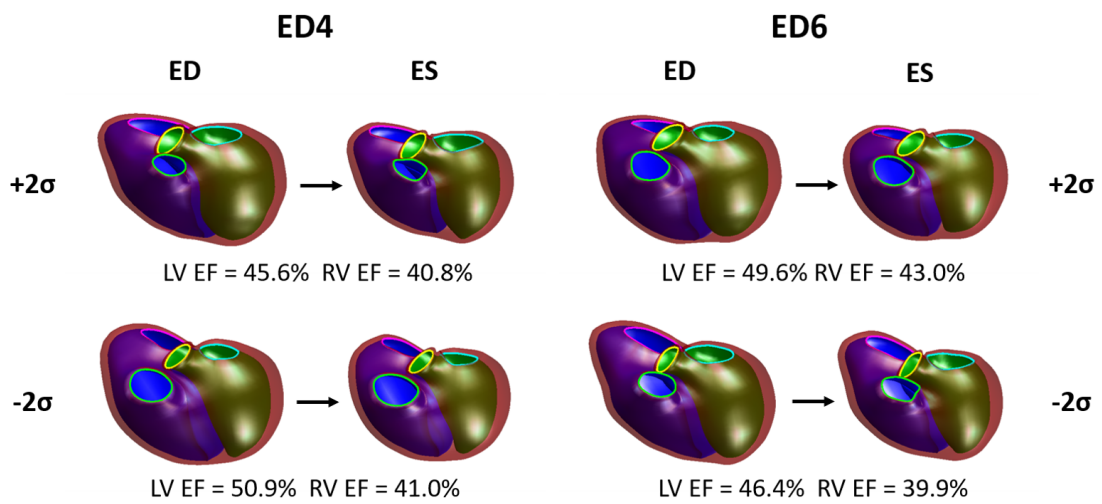 ED4 ED6
ED ES ED ES
+2σ +2σ
LV EF = 45.6% RV EF = 40.8% LV EF = 49.6% RV EF = 43.0%
-2σ -2σ
LV EF = 50.9% RV EF = 41.0% LV EF = 46.4% RV EF = 39.9%